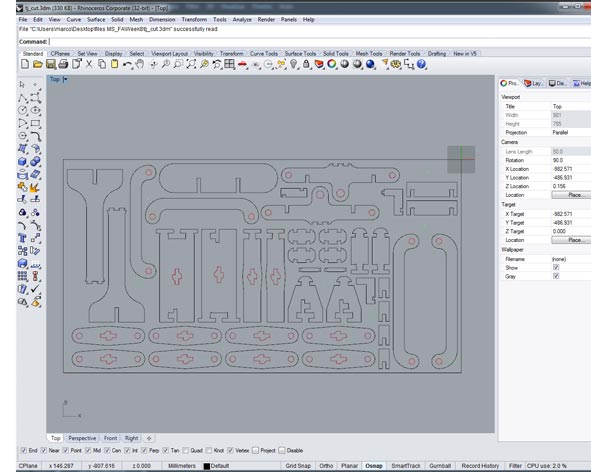 tj_cut.3dm (330 KB) - Rhinoceros Corporate (32-bit) - [Top]
File Edit View Curve Surface Solid Mesh Dimension Transform Tools Analyze Render Panels Help
File "C:\Users\marco\Desktop\files MS_FAWeek8\tj_cut.3dm" successfully read
Command:
Standard CPlanes Set View Display Select Viewport Layout Visibility Transform Curve Tools Surface Tools Solid Tools Mesh Tools Render Tools Drafting New in V5
Top
Pro... Lay... Dis... Help
Viewport
Title Top
Width 981
Height 785
Projection Parallel
Camera
Lens Length 50.0
Rotation 90.0
X Location -982.571
Y Location -486.931
Z Location 0.156
Location Place...
Target
X Target -982.571
Y Target -486.931
Z Target 0.000
Location Place...
Wallpaper
Filename (none)
Show
Gray
y
x
Top Perspective Front Right
End Near Point Mid Cen Int Perp Tan Quad Knot Vertex Project Disable
CPlane x 146.287 y -807.615 z 0.000 Millimeters Default Grid Snap Ortho Planar Osnap SmartTrack Gumball Record History Filter CPU use: 2.0 %